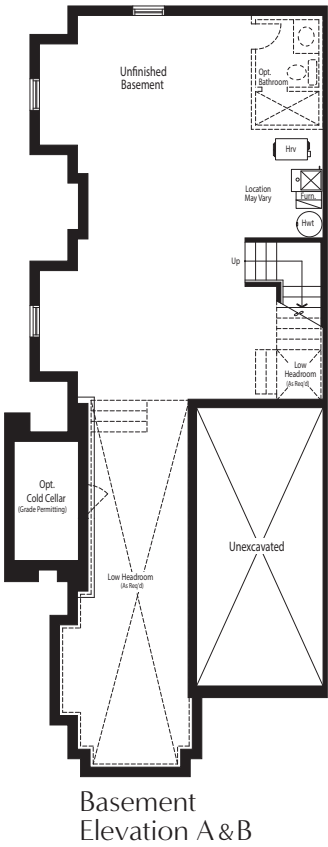 Unfinished
Basement
Opt.
Bathroom
Hrv
Location
May Vary
Furn.
Hwt
Up
Low
Headroom
(As Req'd)
Opt.
Cold Cellar
(Grade Permitting)
Unexcavated
Low Headroom
(As Req'd)
Basement
Elevation A & B